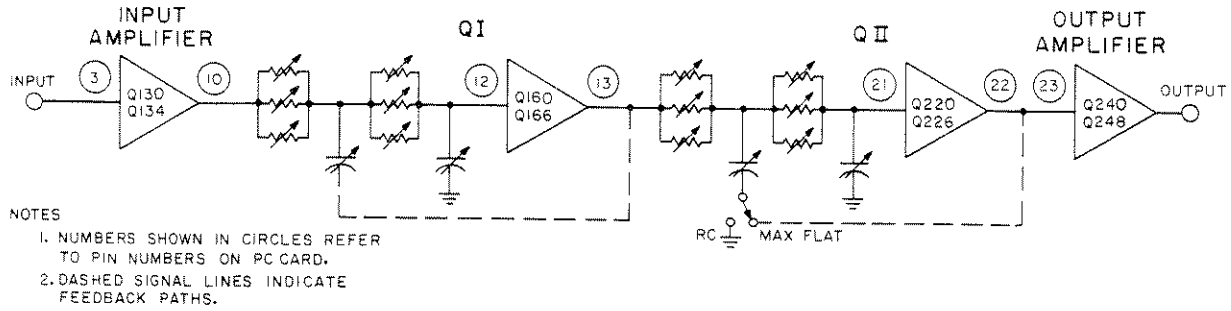 INPUT
AMPLIFIER
QI
QII
OUTPUT
AMPLIFIER
INPUT
3
Q130
Q134
10
12
Q160
Q166
13
21
Q220
Q226
22
23
Q240
Q248
OUTPUT
RC
MAX FLAT
NOTES
1. NUMBERS SHOWN IN CIRCLES REFER
TO PIN NUMBERS ON PC CARD.
2. DASHED SIGNAL LINES INDICATE
FEEDBACK PATHS.